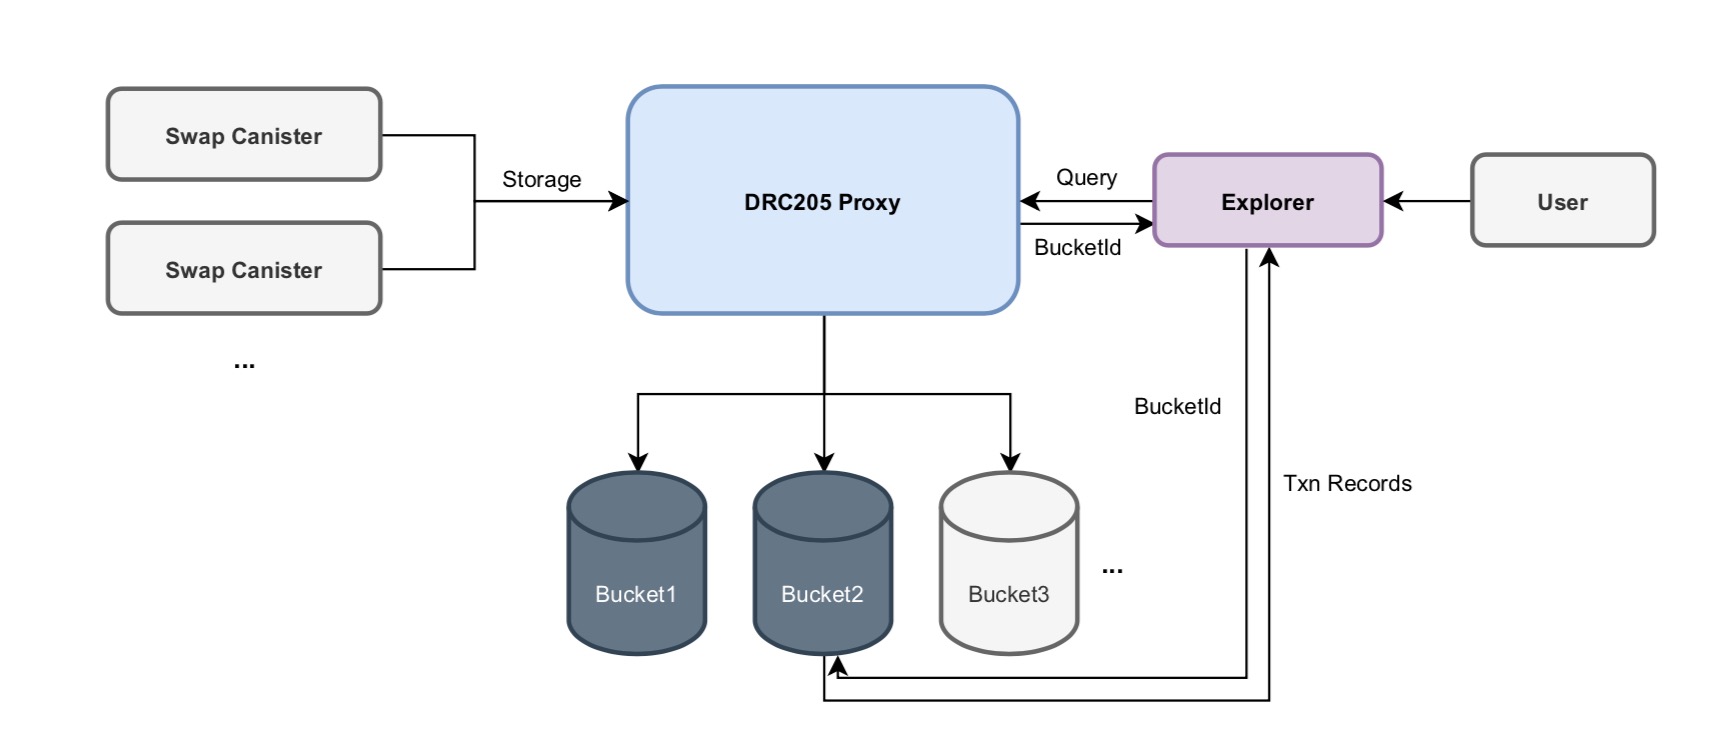 Swap Canister
Swap Canister
...
Storage
DRC205 Proxy
Query
BucketId
Explorer
User
BucketId
Txn Records
Bucket1
Bucket2
Bucket3
...